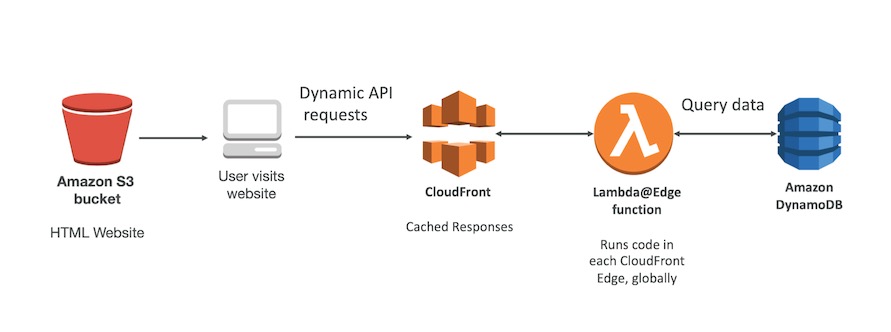 Dynamic API
requests
Query data
Amazon S3
bucket
HTML Website
User visits
website
CloudFront
Cached Responses
Lambda@Edge
function
Runs code in
each CloudFront
Edge, globally
Amazon
DynamoDB